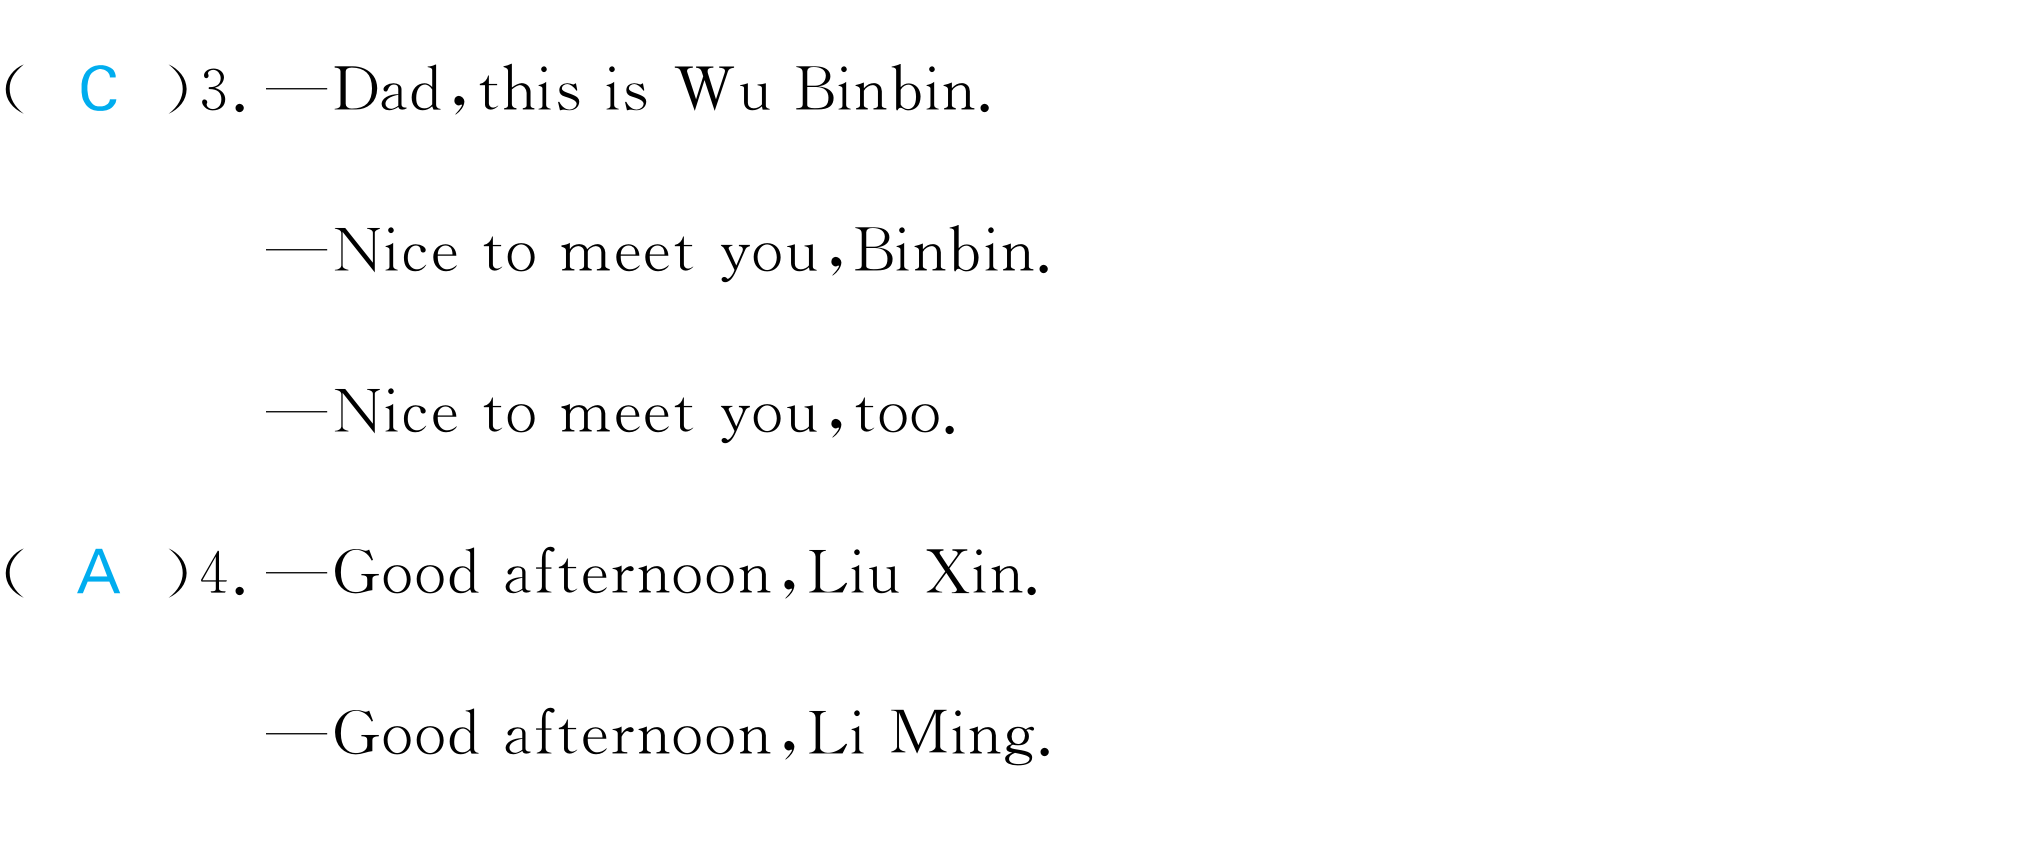 ( C )3. —Dad,this is Wu Binbin.
—Nice to meet you,Binbin.
—Nice to meet you,too.
( A )4. —Good afternoon,Liu Xin.
—Good afternoon,Li Ming.